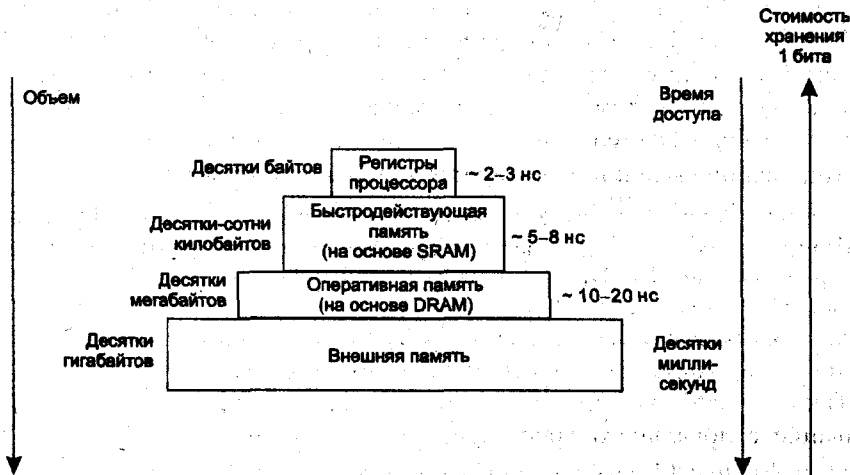 Стоимость
хранения
1 бита
Объем
Время
доступа
Десятки байтов
Регистры
процессора
~ 2–3 нс
Десятки-сотни
килобайтов
Быстродействующая
память
(на основе SRAM)
~ 5–8 нс
Десятки
мегабайтов
Оперативная память
(на основе DRAM)
~ 10–20 нс
Десятки
гигабайтов
Внешняя память
Десятки
милли-
секунд